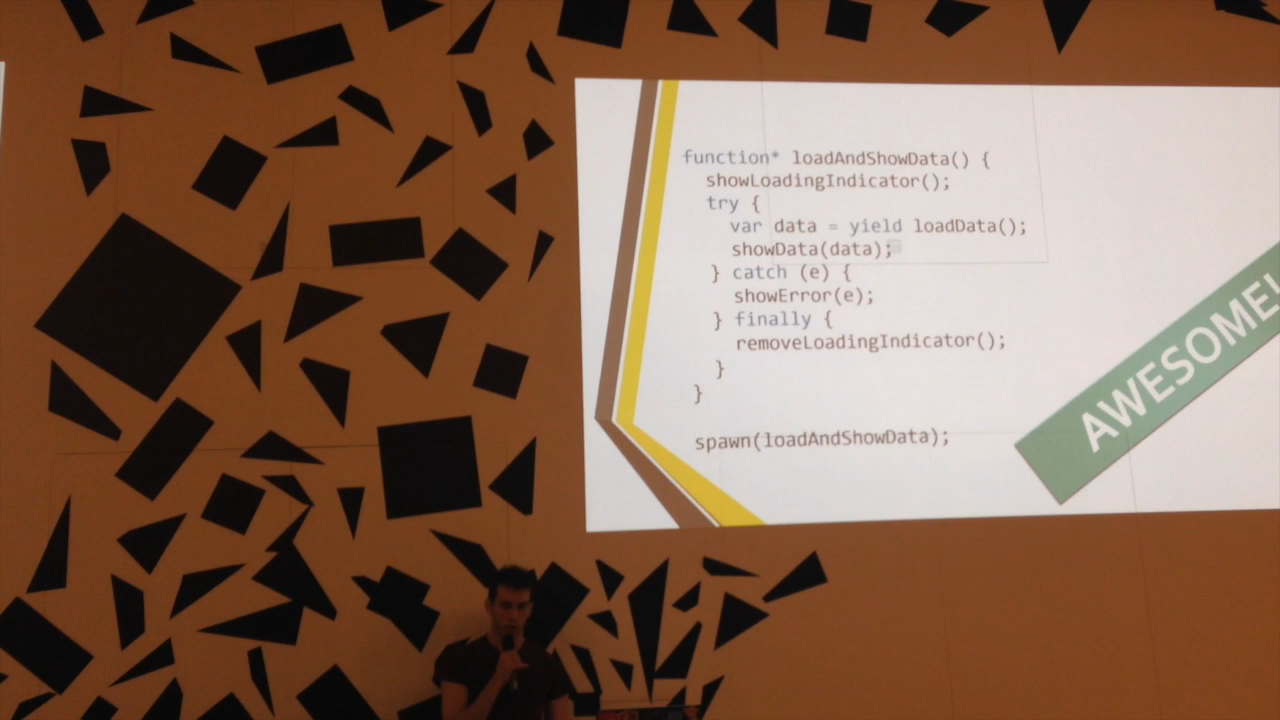 function* loadAndShowData() {
showLoadingIndicator();
try {
var data = yield loadData();
showData(data);
} catch (e) {
showError(e);
} finally {
removeLoadingIndicator();
}
}
spawn(loadAndShowData);
AWESOME!